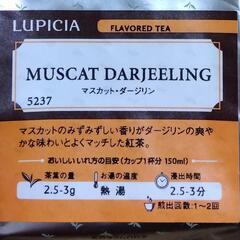 LUPICIA
FLAVORED TEA
MUSCAT DARJEELING
マスカット・ダージリン
5237
マスカットのみずみずしい香りがダージリンの爽や
かな味わいとよくマッチした紅茶。
おいしいいれ方の目安(カップ1杯分 150ml)
茶葉の量
お湯の温度
浸出時間
2.5-3g
熱湯
2.5-3分
煎出回数:1~2回